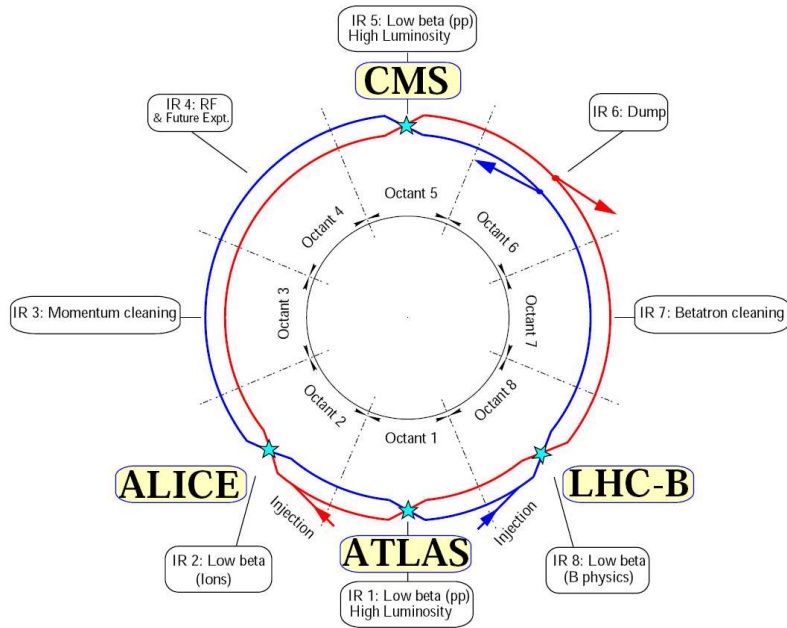 IR 5: Low beta (pp)
High Luminosity
CMS
IR 4: RF
& Future Expt.
IR 6: Dump
Octant 5
Octant 4
Octant 6
IR 3: Momentum cleaning
Octant 3
Octant 7
IR 7: Betatron cleaning
Octant 2
Octant 8
Octant 1
ALICE
LHC-B
Injection
Injection
ATLAS
IR 2: Low beta
(Ions)
IR 8: Low beta
(B physics)
IR 1: Low beta (pp)
High Luminosity